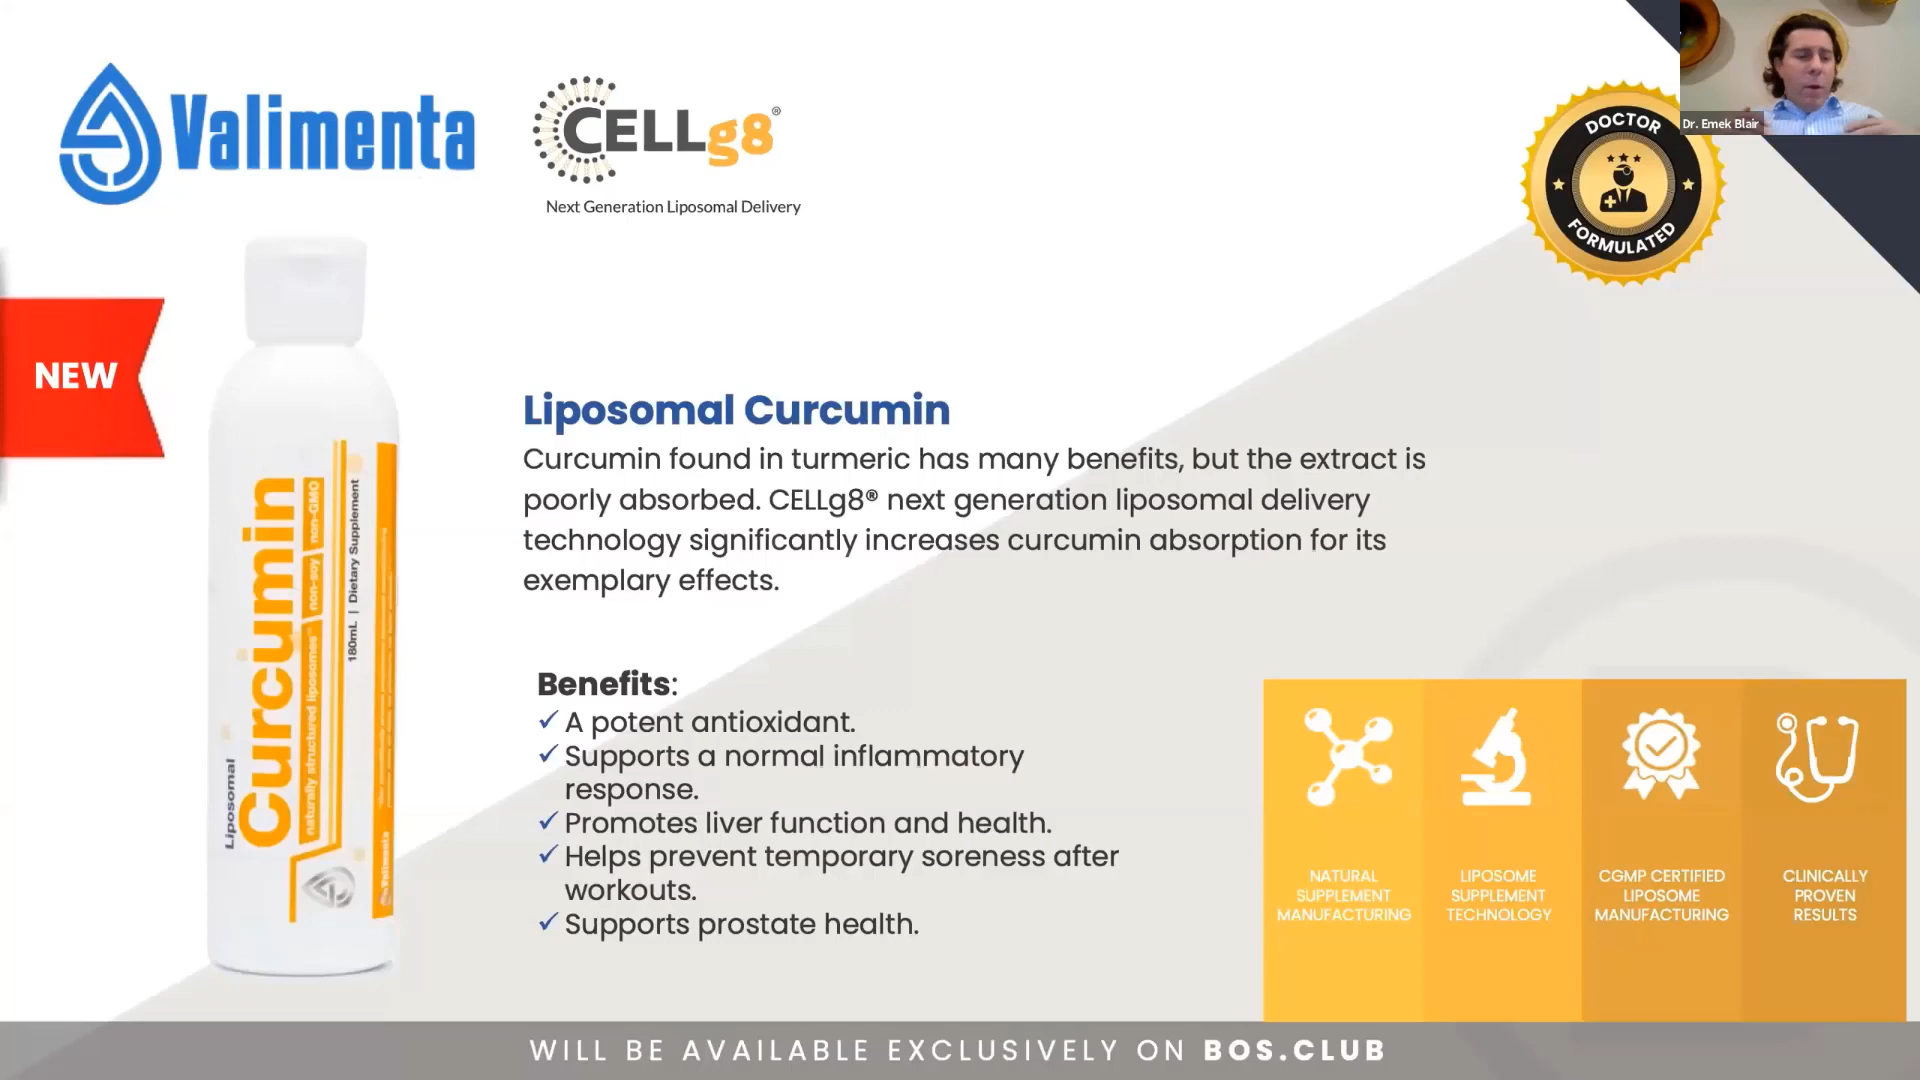 Valimenta
CELLg8®
Next Generation Liposomal Delivery
DOCTOR
FORMULATED
Dr. Emek Blair
NEW
Liposomal
Curcumin
naturally structured liposomes™ non-soy non-GMO
180mL | Dietary Supplement
Valimenta
Liposomal Curcumin
Curcumin found in turmeric has many benefits, but the extract is
poorly absorbed. CELLg8® next generation liposomal delivery
technology significantly increases curcumin absorption for its
exemplary effects.
Benefits:
✓ A potent antioxidant.
✓ Supports a normal inflammatory
response.
✓ Promotes liver function and health.
✓ Helps prevent temporary soreness after
workouts.
✓ Supports prostate health.
NATURAL
SUPPLEMENT
MANUFACTURING
LIPOSOME
SUPPLEMENT
TECHNOLOGY
CGMP CERTIFIED
LIPOSOME
MANUFACTURING
CLINICALLY
PROVEN
RESULTS
WILL BE AVAILABLE EXCLUSIVELY ON BOS.CLUB